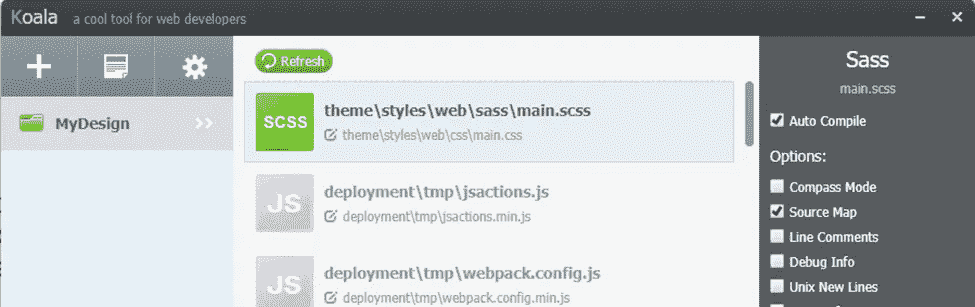 Koala a cool tool for web developers
MyDesign
Refresh
SCSS
theme\styles\web\sass\main.scss
theme\styles\web\css\main.css
JS
deployment\tmp\jsactions.js
deployment\tmp\jsactions.min.js
JS
deployment\tmp\webpack.config.js
deployment\tmp\webpack.config.min.js
Sass
main.scss
Auto Compile
Options:
Compass Mode
Source Map
Line Comments
Debug Info
Unix New Lines